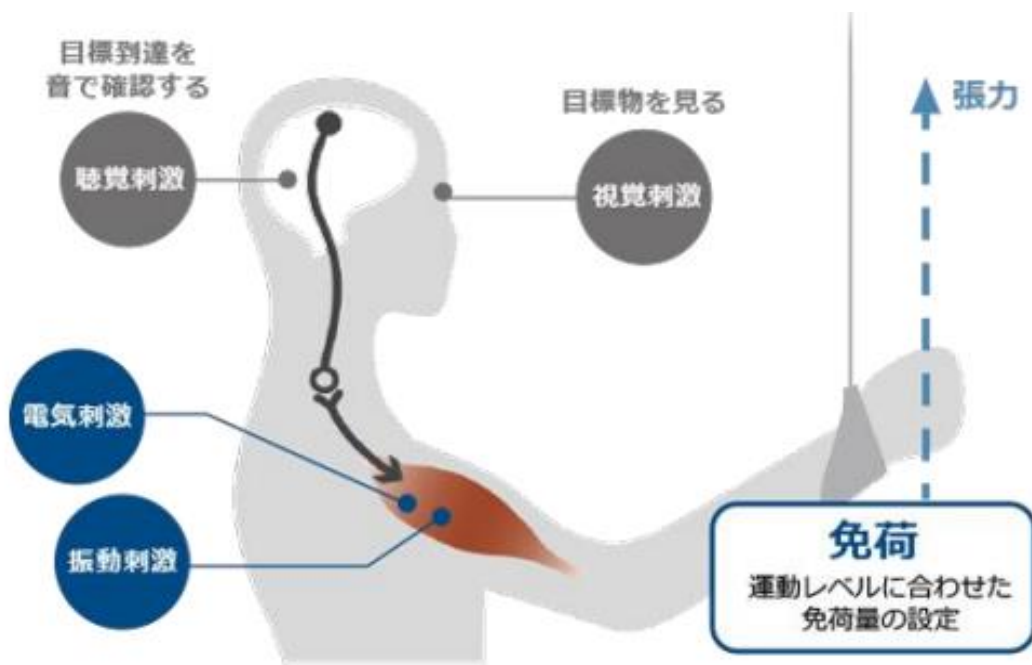 目標到達を
音で確認する
聴覚刺激
目標物を見る
視覚刺激
張力
電気刺激
振動刺激
免荷
運動レベルに合わせた
免荷量の設定